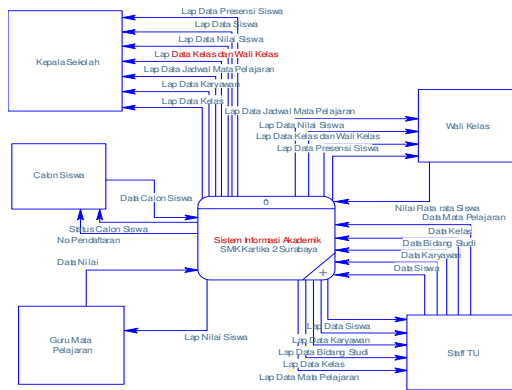 Lap Data Presensi Siswa
Lap Data Siswa
Lap Data Nilai Siswa
Kepala Sekolah
Lap Data Kelas dan Wali Kelas
Lap Data Jadwal Mata Pelajaran
Lap Data Karyawan
Lap Data Kelas
Lap Data Jadwal Mata Pelajaran
Lap Data Nilai Siswa
Wali Kelas
Lap Data Kelas dan Wali Kelas
Lap Data Presensi Siswa
Calon Siswa
Data Calon Siswa
0
Nilai Rata rata Siswa
Data Mata Pelajaran
Status Calon Siswa
No Pendaftaran
Data Kelas
Sistem Informasi Akademik
SMK Kartika 2 Surabaya
Data Bidang Studi
Data Karyawan
Data Nilai
Data Siswa
+
Lap Data Siswa
Lap Data Karyawan
Lap Nilai Siswa
Guru Mata
Pelajaran
Lap Data Bidang Studi
Staff TU
Lap Data Kelas
Lap Data Mata Pelajaran